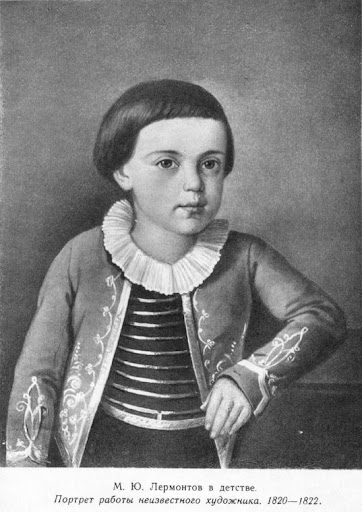 М. Ю. Лермонтов в детстве.
Портрет работы неизвестного художника. 1820—1822.